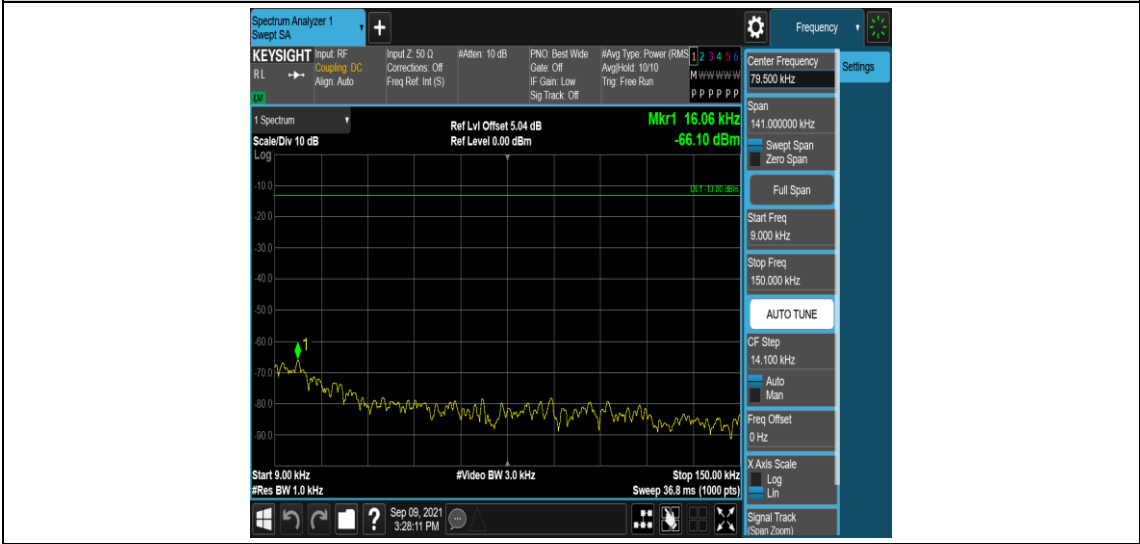 Spectrum Analyzer 1
Swept SA
+
Frequency
KEYSIGHT
RL
LNI
Input: RF
Coupling: DC
Align: Auto
Input Z: 50 Ω
Corrections: Off
Freq Ref: Int (S)
#Atten: 10 dB
PNO: Best Wide
Gate: Off
IF Gain: Low
Sig Track: Off
#Avg Type: Power (RMS
Avg|Hold: 10/10
Trig: Free Run
1 2 3 4 5 6
M W W W W W
P P P P P P
1 Spectrum
Scale/Div 10 dB
Log
Ref Lvl Offset 5.04 dB
Ref Level 0.00 dBm
Mkr1 16.06 kHz
-66.10 dBm
DL1 -13.00 dBm
-10.0
-20.0
-30.0
-40.0
-50.0
-60.0
1
-70.0
-80.0
-90.0
Start 9.00 kHz
#Res BW 1.0 kHz
#Video BW 3.0 kHz
Stop 150.00 kHz
Sweep 36.8 ms (1000 pts)
Center Frequency
79.500 kHz
Settings
Span
141.000000 kHz
Swept Span
Zero Span
Full Span
Start Freq
9.000 kHz
Stop Freq
150.000 kHz
AUTO TUNE
CF Step
14.100 kHz
Auto
Man
Freq Offset
0 Hz
X Axis Scale
Log
Lin
Signal Track
(Span Zoom)
?
Sep 09, 2021
3:28:11 PM